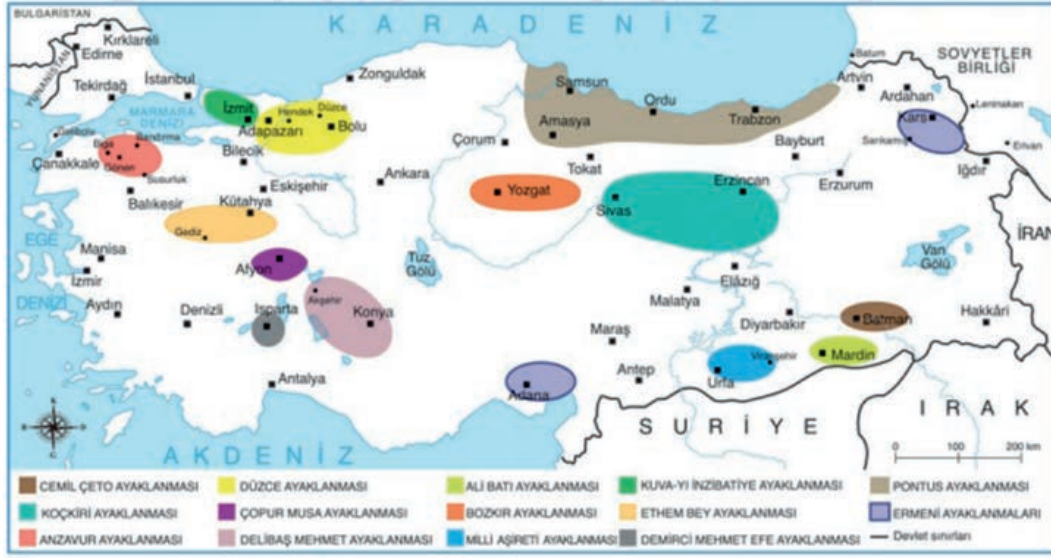 BULGARİSTAN
YUNANİSTAN
KARADENİZ
SOVYETLER
BİRLİĞİ
Kırklareli
Edirne
Tekirdağ
İstanbul
Zonguldak
MARMARA
DENİZİ
İzmit
Adapazarı
Hendek
Düzce
Bolu
Samsun
Ordu
Trabzon
Amasya
Batum
Artvin
Ardahan
Leninakan
Kars
Sarıkamış
Erivan
Iğdır
Gelibolu
Çanakkale
Biga
Gönen
Bandırma
Susurluk
Balıkesir
Bilecik
Eskişehir
Ankara
Çorum
Tokat
Bayburt
Erzurum
Yozgat
Sivas
Erzincan
Kütahya
Gediz
İRAN
EGE
DENİZİ
Manisa
İzmir
Aydın
Denizli
Afyon
Isparta
Akşehir
Konya
Tuz
Gölü
Van
Gölü
Elazığ
Malatya
Diyarbakır
Batman
Hakkâri
Maraş
Mardin
Viranşehir
Urfa
Antep
Adana
Antalya
AKDENİZ
SURİYE
IRAK
N
S
0 100 200 km
CEMİL ÇETO AYAKLANMASI
DÜZCE AYAKLANMASI
ALİ BATI AYAKLANMASI
KUVA-YI İNZİBATİYE AYAKLANMASI
PONTUS AYAKLANMASI
KOÇKİRİ AYAKLANMASI
ÇOPUR MUSA AYAKLANMASI
BOZKIR AYAKLANMASI
ETHEM BEY AYAKLANMASI
ERMENİ AYAKLANMALARI
ANZAVUR AYAKLANMASI
DELİBAŞ MEHMET AYAKLANMASI
MİLLİ AŞİRETİ AYAKLANMASI
DEMİRCİ MEHMET EFE AYAKLANMASI
Devlet sınırları